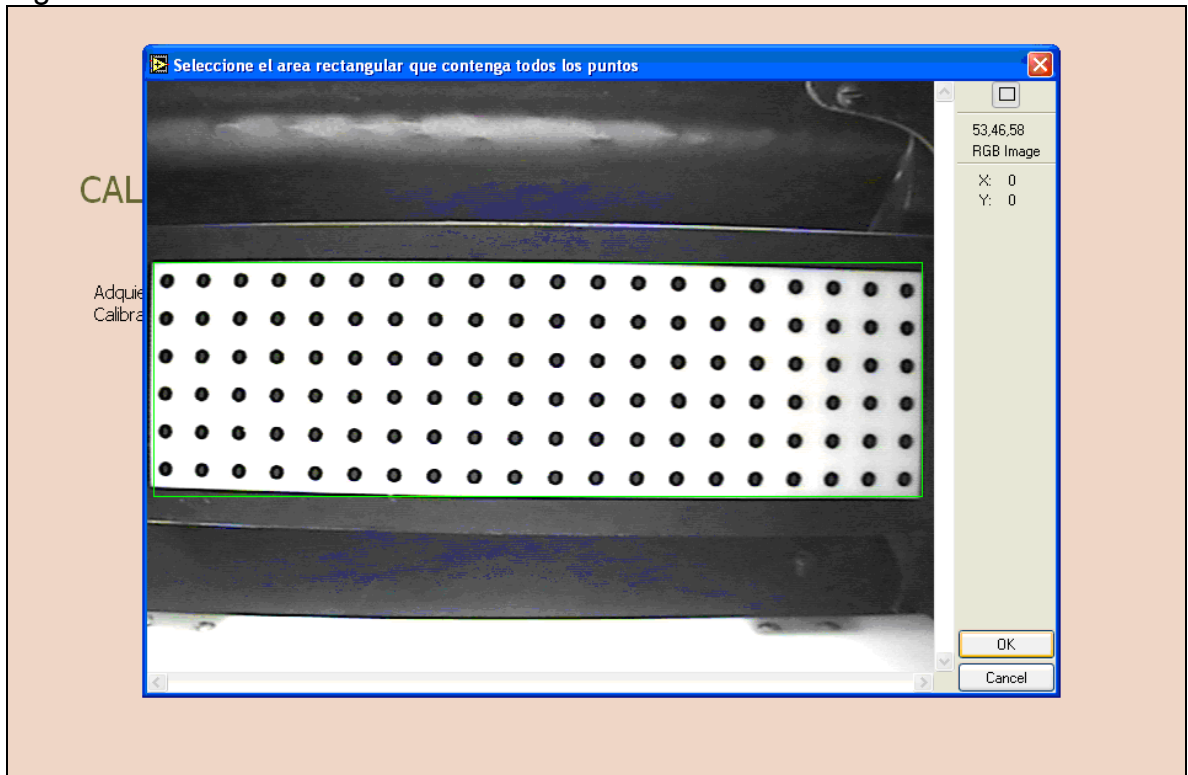 Seleccione el area rectangular que contenga todos los puntos
53,46,58
RGB Image
X: 0
Y: 0
CAL
Adquie
Calibra
OK
Cancel